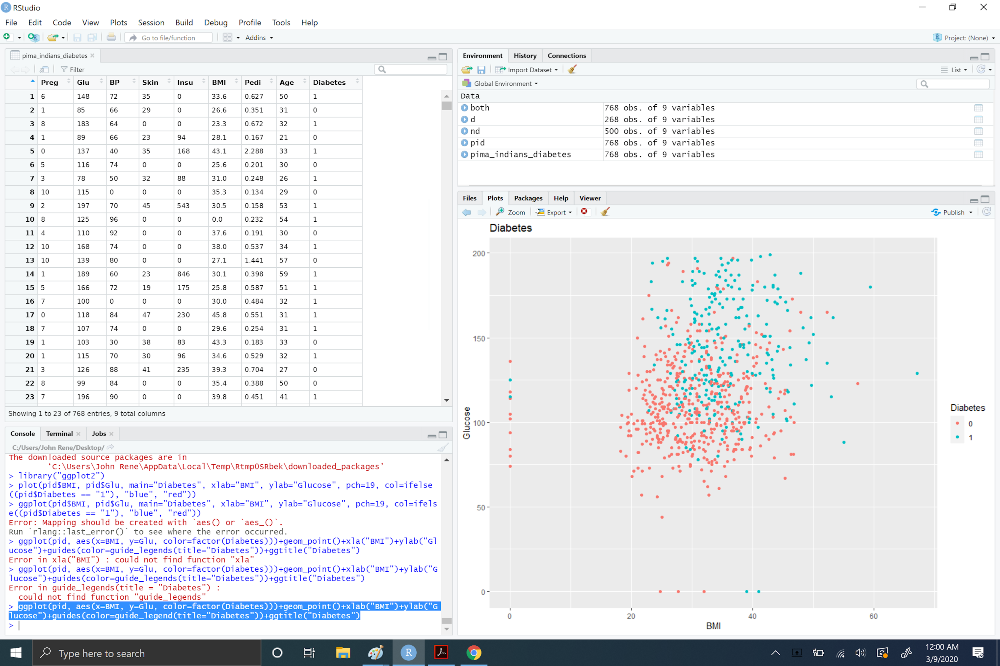 RStudio
File Edit Code View Plots Session Build Debug Profile Tools Help
Go to file/function Addins Project: (None)
pima_indians_diabetes
Filter
Preg Glu BP Skin Insu BMI Pedi Age Diabetes
1 6 148 72 35 0 33.6 0.627 50 1
2 1 85 66 29 0 26.6 0.351 31 0
3 8 183 64 0 0 23.3 0.672 32 1
4 1 89 66 23 94 28.1 0.167 21 0
5 0 137 40 35 168 43.1 2.288 33 1
6 5 116 74 0 0 25.6 0.201 30 0
7 3 78 50 32 88 31.0 0.248 26 1
8 10 115 0 0 0 35.3 0.134 29 0
9 2 197 70 45 543 30.5 0.158 53 1
10 8 125 96 0 0 0.0 0.232 54 1
11 4 110 92 0 0 37.6 0.191 30 0
12 10 168 74 0 0 38.0 0.537 34 1
13 10 139 80 0 0 27.1 1.441 57 0
14 1 189 60 23 846 30.1 0.398 59 1
15 5 166 72 19 175 25.8 0.587 51 1
16 7 100 0 0 0 30.0 0.484 32 1
17 0 118 84 47 230 45.8 0.551 31 1
18 7 107 74 0 0 29.6 0.254 31 1
19 1 103 30 38 83 43.3 0.183 33 0
20 1 115 70 30 96 34.6 0.529 32 1
21 3 126 88 41 235 39.3 0.704 27 0
22 8 99 84 0 0 35.4 0.388 50 0
23 7 196 90 0 0 39.8 0.451 41 1
Showing 1 to 23 of 768 entries, 9 total columns
Console Terminal Jobs
C:/Users/John Rene/Desktop/
The downloaded source packages are in
‘C:\Users\John Rene\AppData\Local\Temp\RtmpOSRbek\downloaded_packages’
> library("ggplot2")
> plot(pid$BMI, pid$Glu, main="Diabetes", xlab="BMI", ylab="Glucose", pch=19, col=ifelse
((pid$Diabetes == "1"), "blue", "red"))
> ggplot(pid$BMI, pid$Glu, main="Diabetes", xlab="BMI", ylab="Glucose", pch=19, col=ifels
e((pid$Diabetes == "1"), "blue", "red"))
Error: Mapping should be created with `aes() or `aes_()`.
Run `rlang::last_error()` to see where the error occurred.
> ggplot(pid, aes(x=BMI, y=Glu, color=factor(Diabetes)))+geom_point()+xla("BMI")+ylab("Gl
ucose")+guides(color=guide_legends(title="Diabetes"))+ggtitle("Diabetes")
Error in xla("BMI") : could not find function "xla"
> ggplot(pid, aes(x=BMI, y=Glu, color=factor(Diabetes)))+geom_point()+xlab("BMI")+ylab("G
lucose")+guides(color=guide_legends(title="Diabetes"))+ggtitle("Diabetes")
Error in guide_legends(title = "Diabetes") :
could not find function "guide_legends"
> ggplot(pid, aes(x=BMI, y=Glu, color=factor(Diabetes)))+geom_point()+xlab("BMI")+ylab("G
lucose")+guides(color=guide_legend(title="Diabetes"))+ggtitle("Diabetes")
>
Environment History Connections
Import Dataset List
Global Environment
Data
both 768 obs. of 9 variables
d 268 obs. of 9 variables
nd 500 obs. of 9 variables
pid 768 obs. of 9 variables
pima_indians_diabetes 768 obs. of 9 variables
Files Plots Packages Help Viewer
Zoom Export Publish
Diabetes
200
150
100
50
0
Glucose
0 20 40 60
BMI
Diabetes
0
1
Type here to search
12:00 AM
3/9/2020